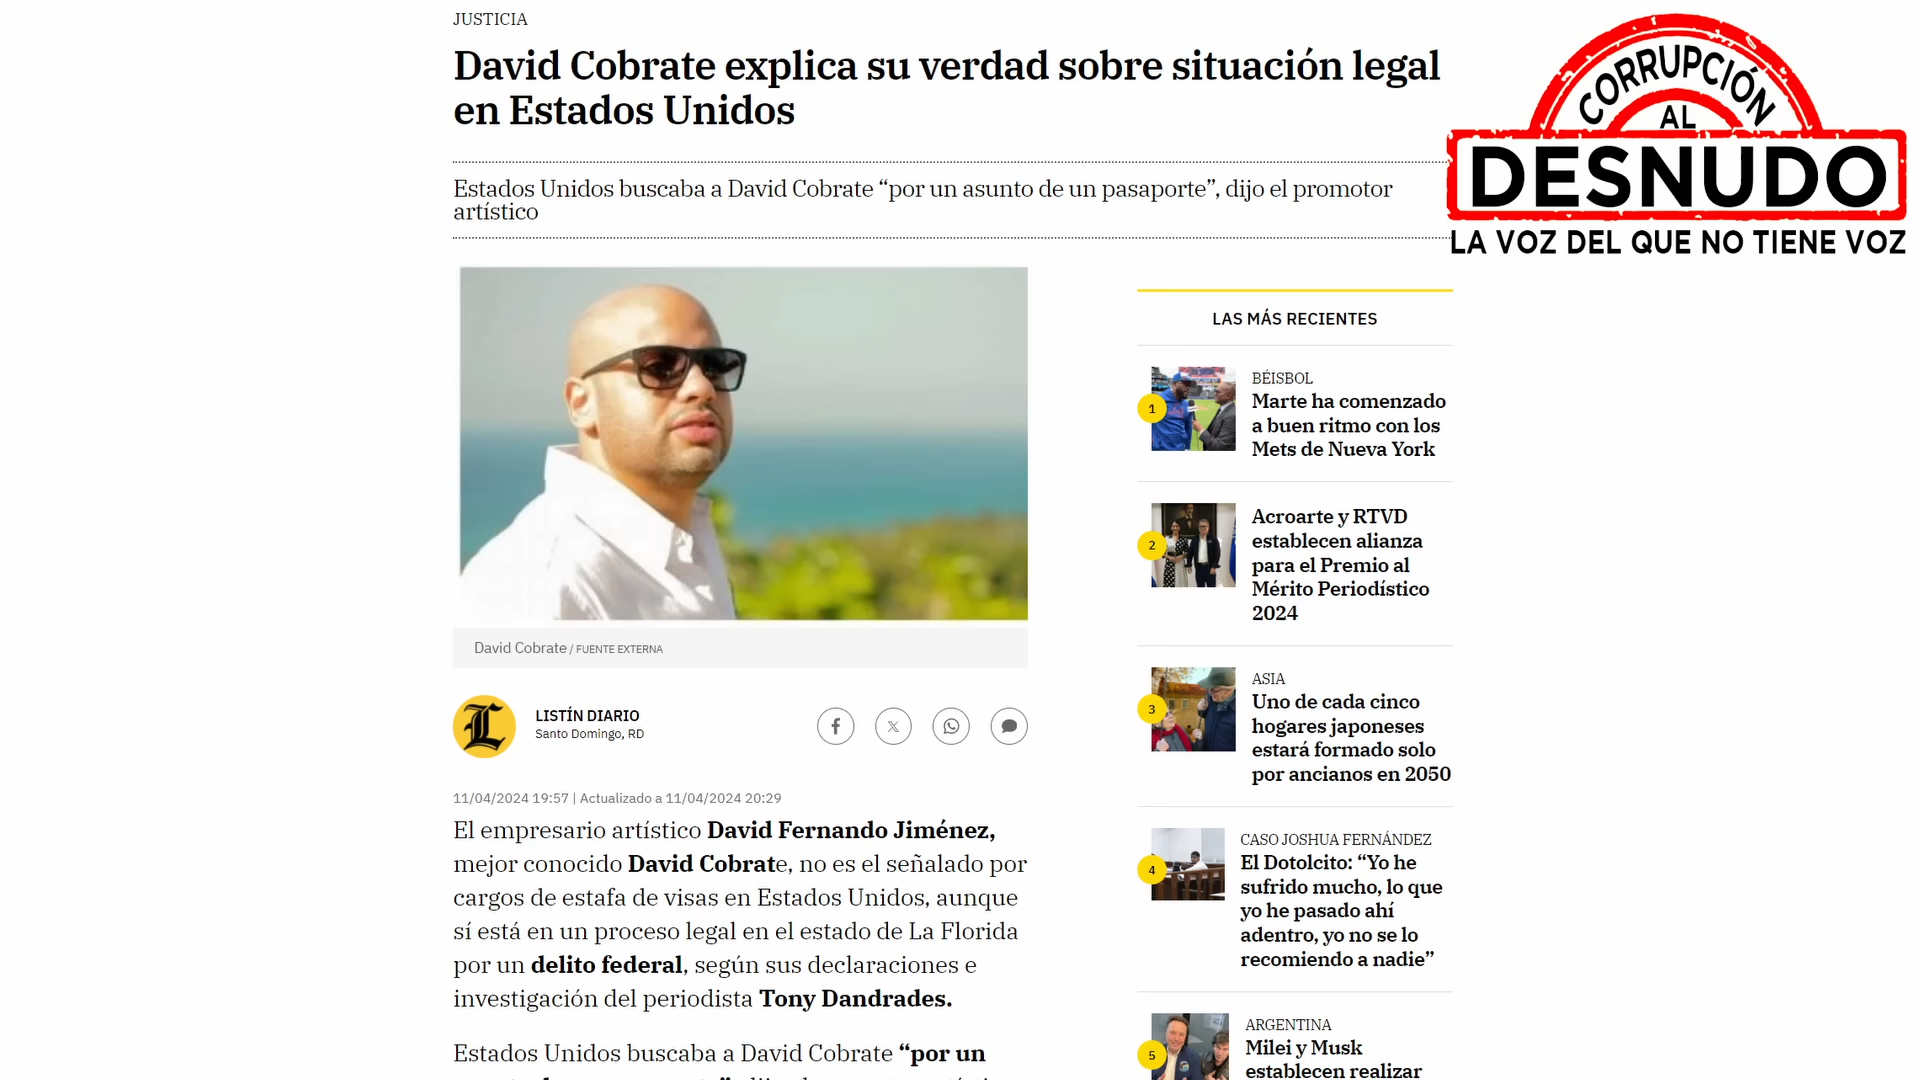 JUSTICIA
David Cobrate explica su verdad sobre situación legal
en Estados Unidos
Estados Unidos buscaba a David Cobrate “por un asunto de un pasaporte”, dijo el promotor
artístico
CORRUPCIÓN
AL
DESNUDO
LA VOZ DEL QUE NO TIENE VOZ
David Cobrate / FUENTE EXTERNA
LISTÍN DIARIO
Santo Domingo, RD
11/04/2024 19:57 | Actualizado a 11/04/2024 20:29
El empresario artístico David Fernando Jiménez,
mejor conocido David Cobrate, no es el señalado por
cargos de estafa de visas en Estados Unidos, aunque
sí está en un proceso legal en el estado de La Florida
por un delito federal, según sus declaraciones e
investigación del periodista Tony Dandrades.
Estados Unidos buscaba a David Cobrate “por un
LAS MÁS RECIENTES
1
BÉISBOL
Marte ha comenzado
a buen ritmo con los
Mets de Nueva York
2
Acroarte y RTVD
establecen alianza
para el Premio al
Mérito Periodístico
2024
3
ASIA
Uno de cada cinco
hogares japoneses
estará formado solo
por ancianos en 2050
4
CASO JOSHUA FERNÁNDEZ
El Dotolcito: “Yo he
sufrido mucho, lo que
yo he pasado ahí
adentro, yo no se lo
recomiendo a nadie”
5
ARGENTINA
Milei y Musk
establecen realizar